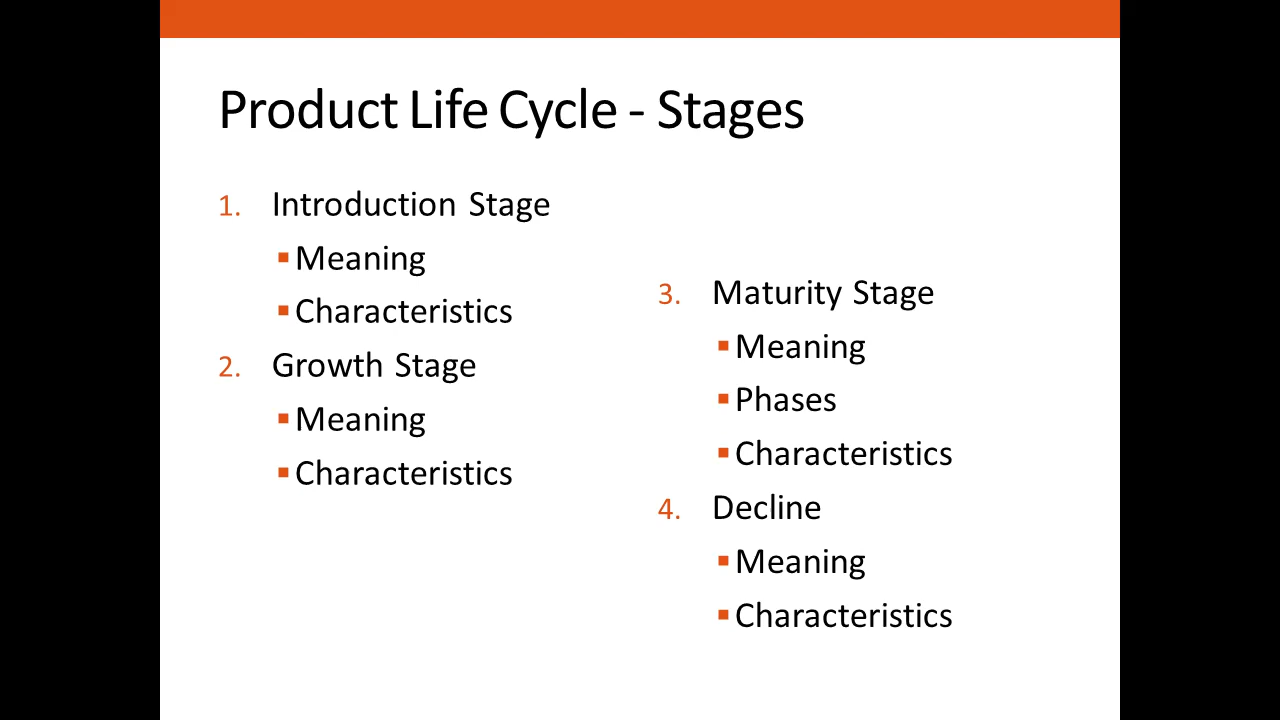 Product Life Cycle - Stages
1. Introduction Stage
▪ Meaning
▪ Characteristics
2. Growth Stage
▪ Meaning
▪ Characteristics
3. Maturity Stage
▪ Meaning
▪ Phases
▪ Characteristics
4. Decline
▪ Meaning
▪ Characteristics